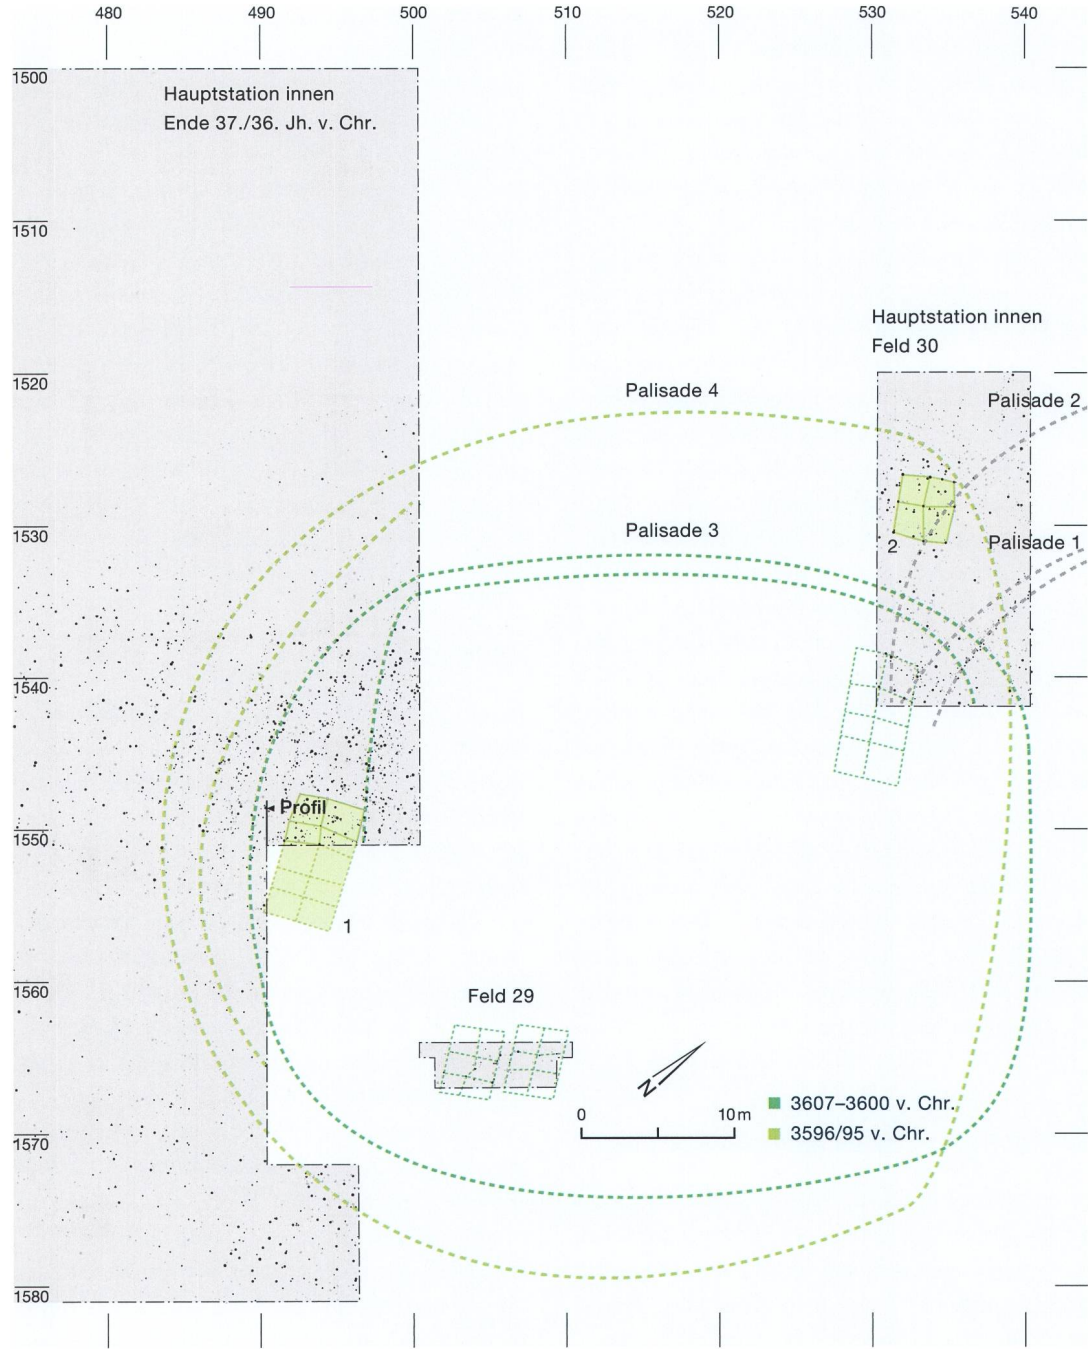 480 490 500 510 520 530 540
1500
Hauptstation innen
Ende 37./36. Jh. v. Chr.
1510
Hauptstation innen
Feld 30
1520
Palisade 4
Palisade 2
1530
Palisade 3
2
Palisade 1
1540
Profil
1550
1
1560
Feld 29
N
3607–3600 v. Chr.
0 10m
3596/95 v. Chr.
1570
1580